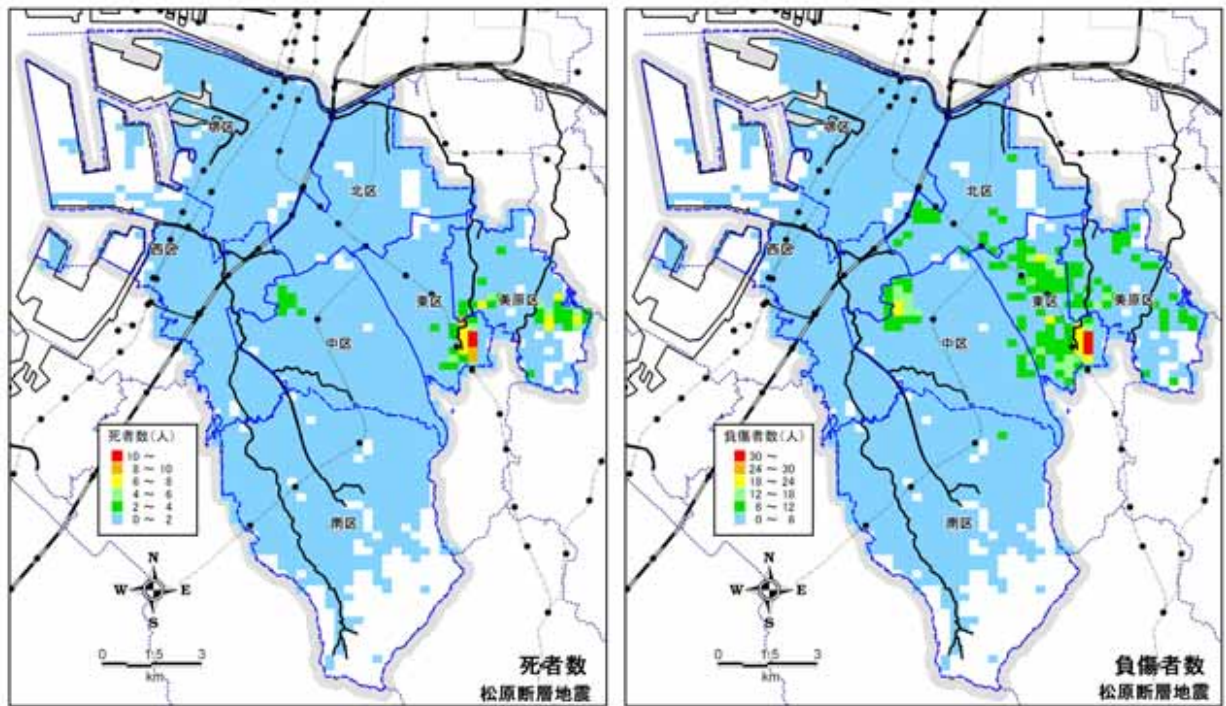 堺区
北区
西区
東区
美原区
中区
死者数(人)
10 ～
8 ～ 10
6 ～ 8
4 ～ 6
2 ～ 4
0 ～ 2
南区
N
W E
S
0 1.5 3
km
死者数
松原断層地震
堺区
北区
西区
東区
美原区
中区
負傷者数(人)
30 ～
24 ～ 30
18 ～ 24
12 ～ 18
6 ～ 12
0 ～ 6
南区
N
W E
S
0 1.5 3
km
負傷者数
松原断層地震